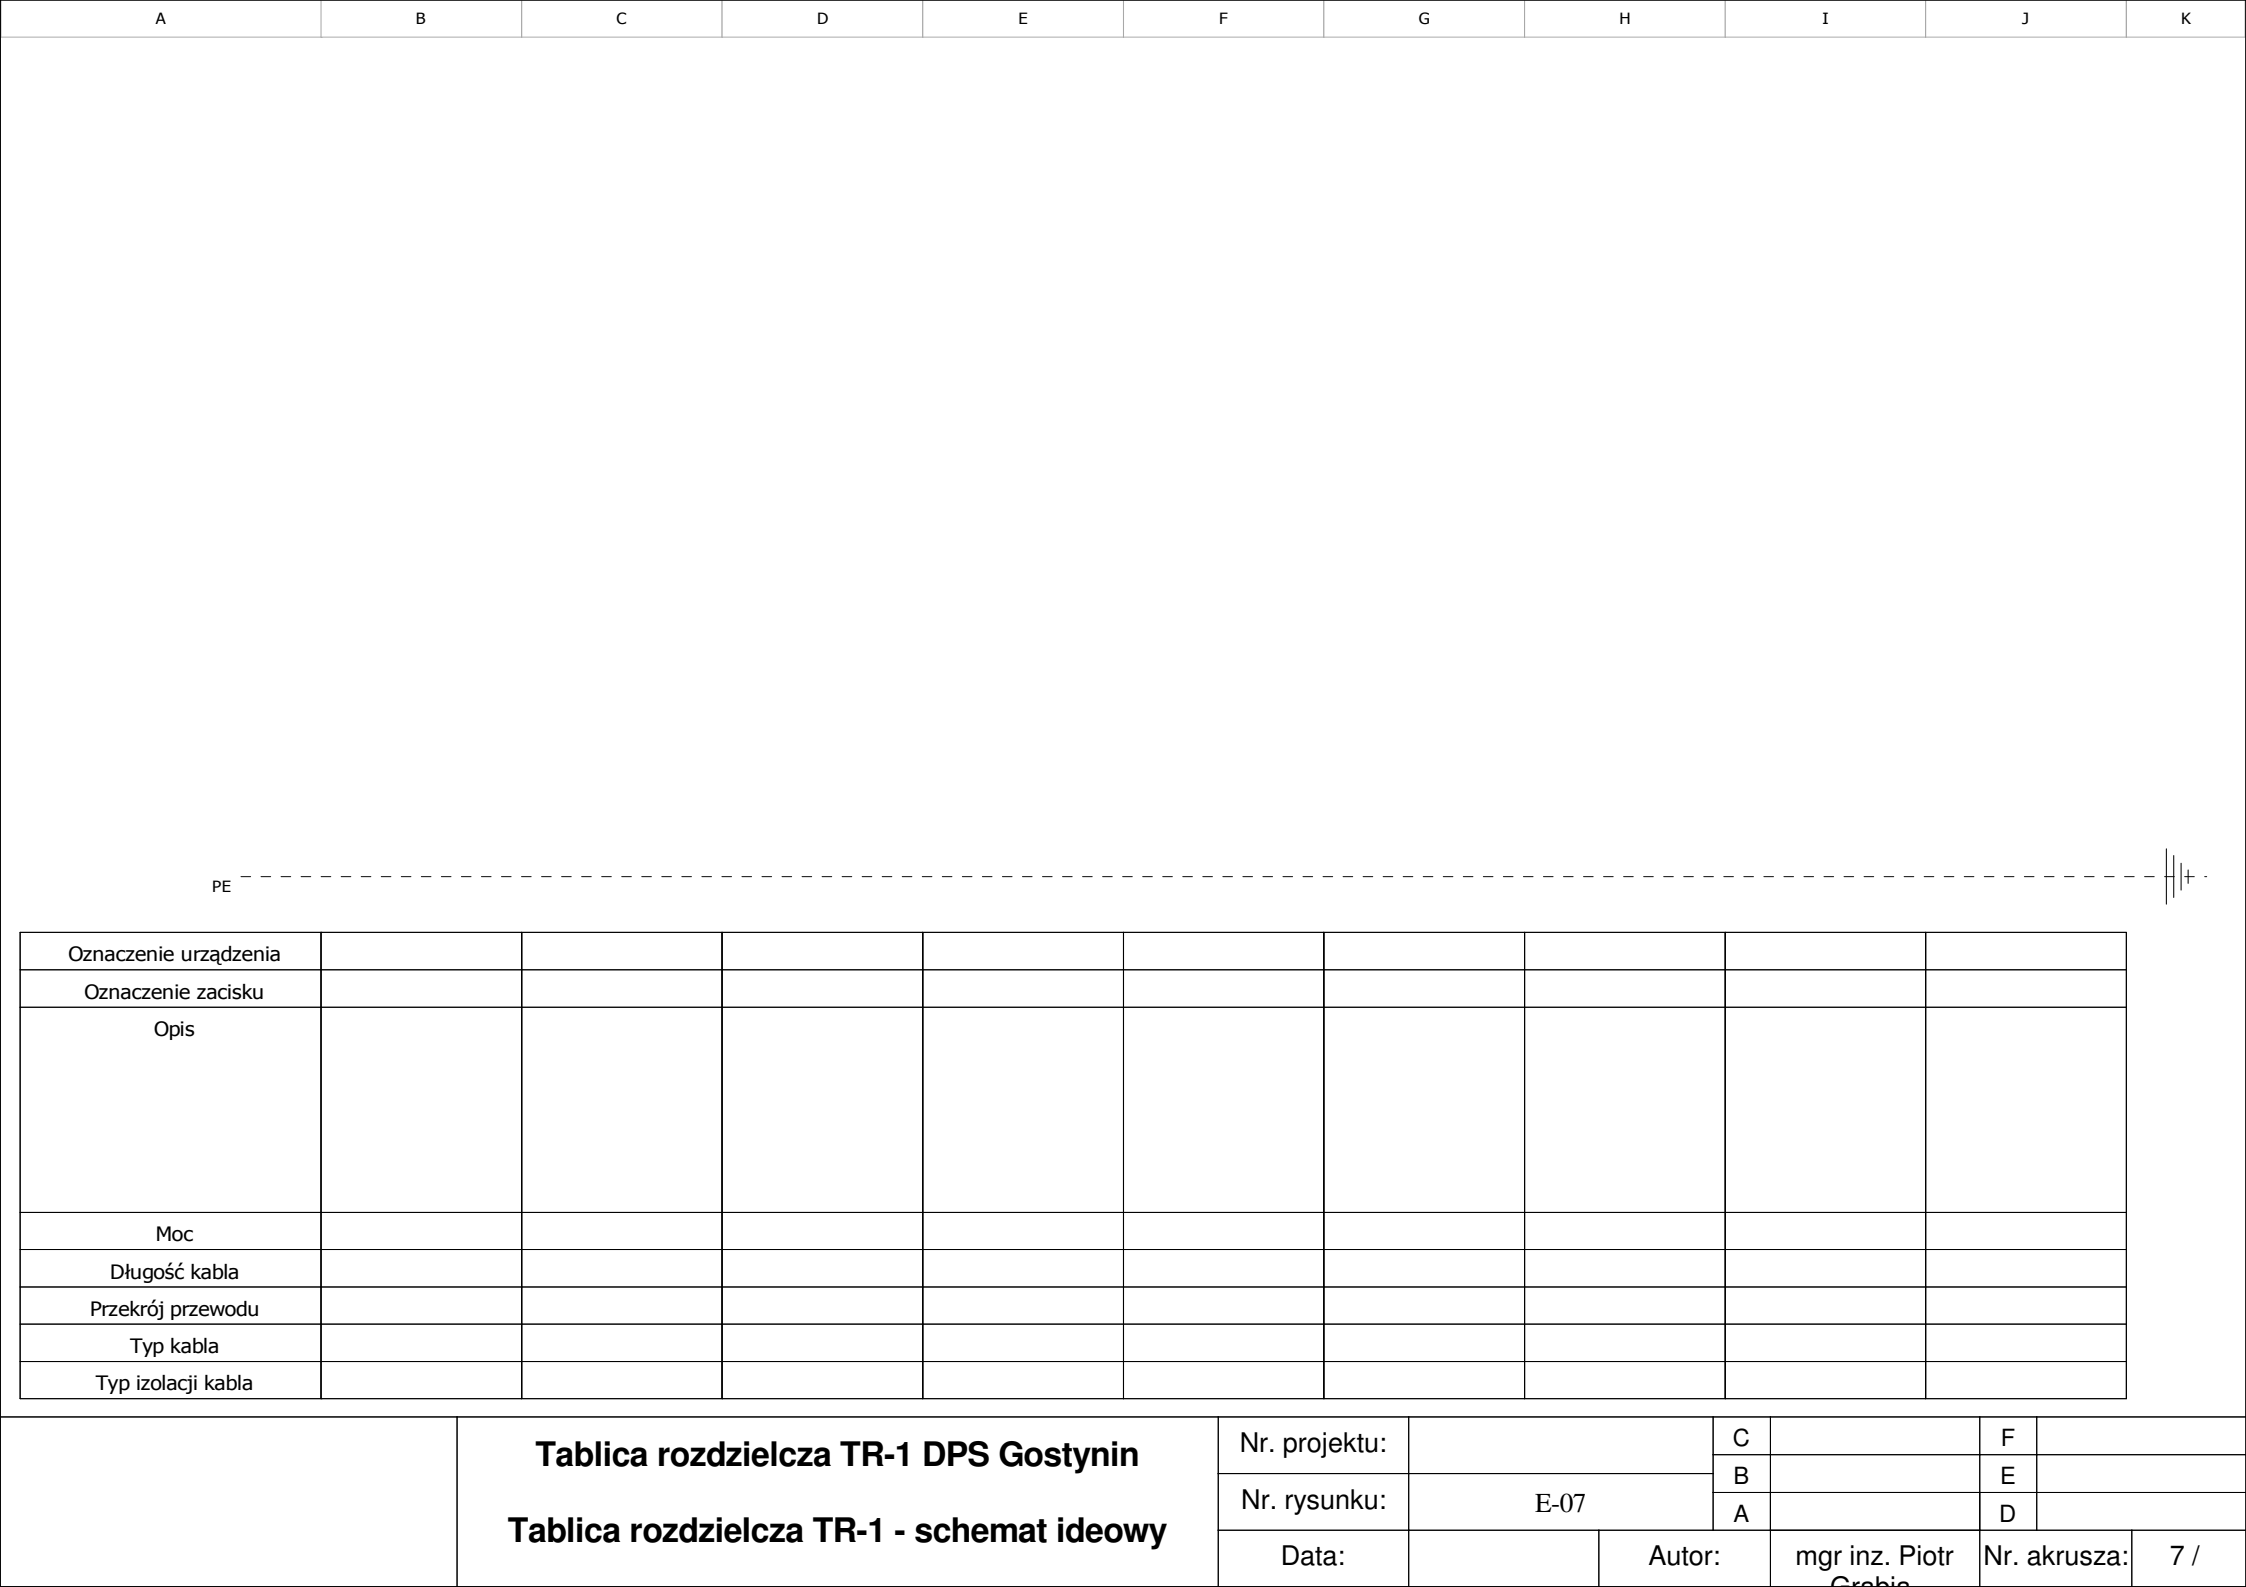 A B C D E F G H I J K
PE
Oznaczenie urządzenia
Oznaczenie zacisku
Opis
Moc
Długość kabla
Przekrój przewodu
Typ kabla
Typ izolacji kabla
Tablica rozdzielcza TR-1 DPS Gostynin
Tablica rozdzielcza TR-1 - schemat ideowy
Nr. projektu:
Nr. rysunku: E-07
C F
B E
A D
Data: Autor: mgr inz. Piotr Nr. akrusza: 7 /